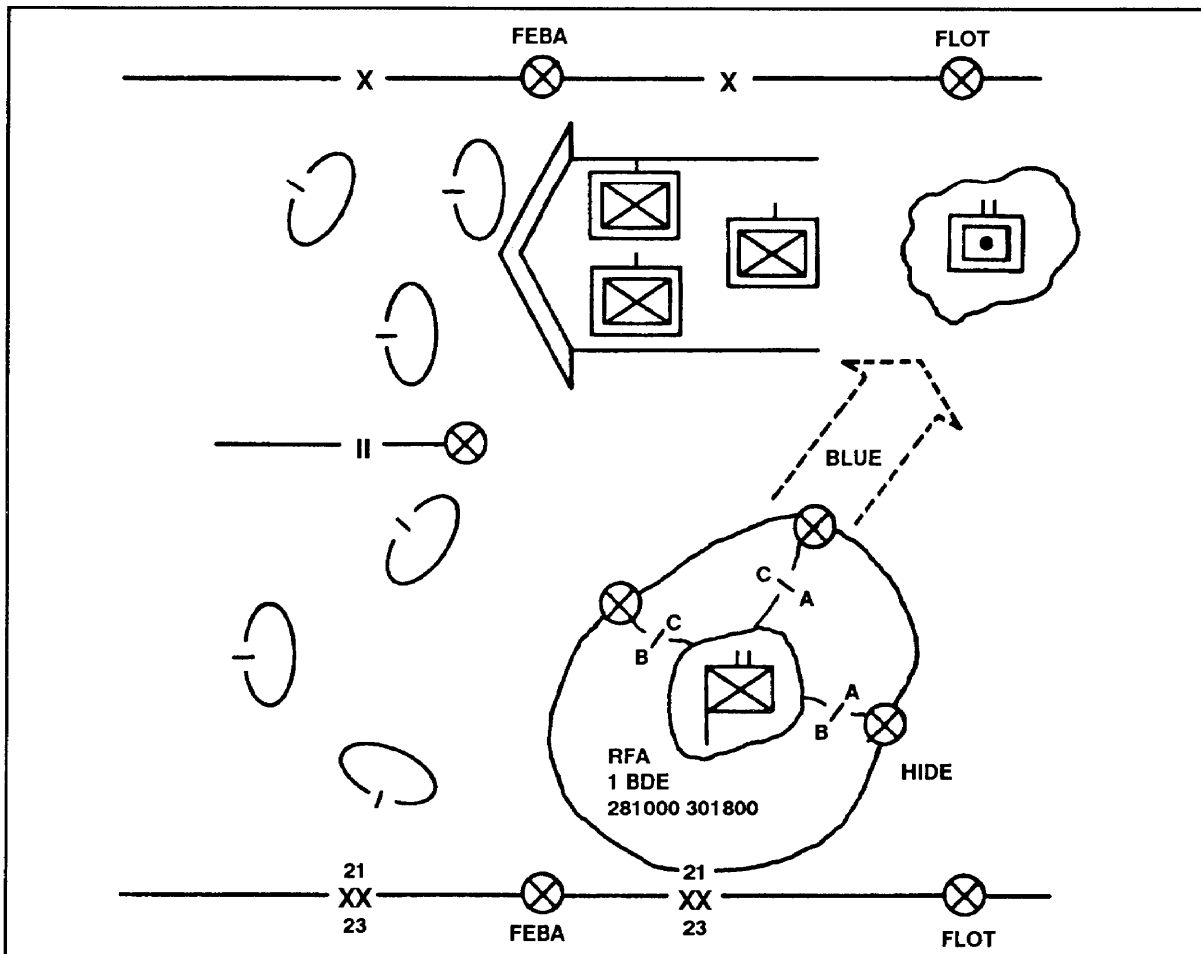 FEBA
FLOT
X
X
II
BLUE
C
A
C
B
A
B
HIDE
RFA
1 BDE
281000 301800
21
XX
23
21
XX
23
FEBA
FLOT